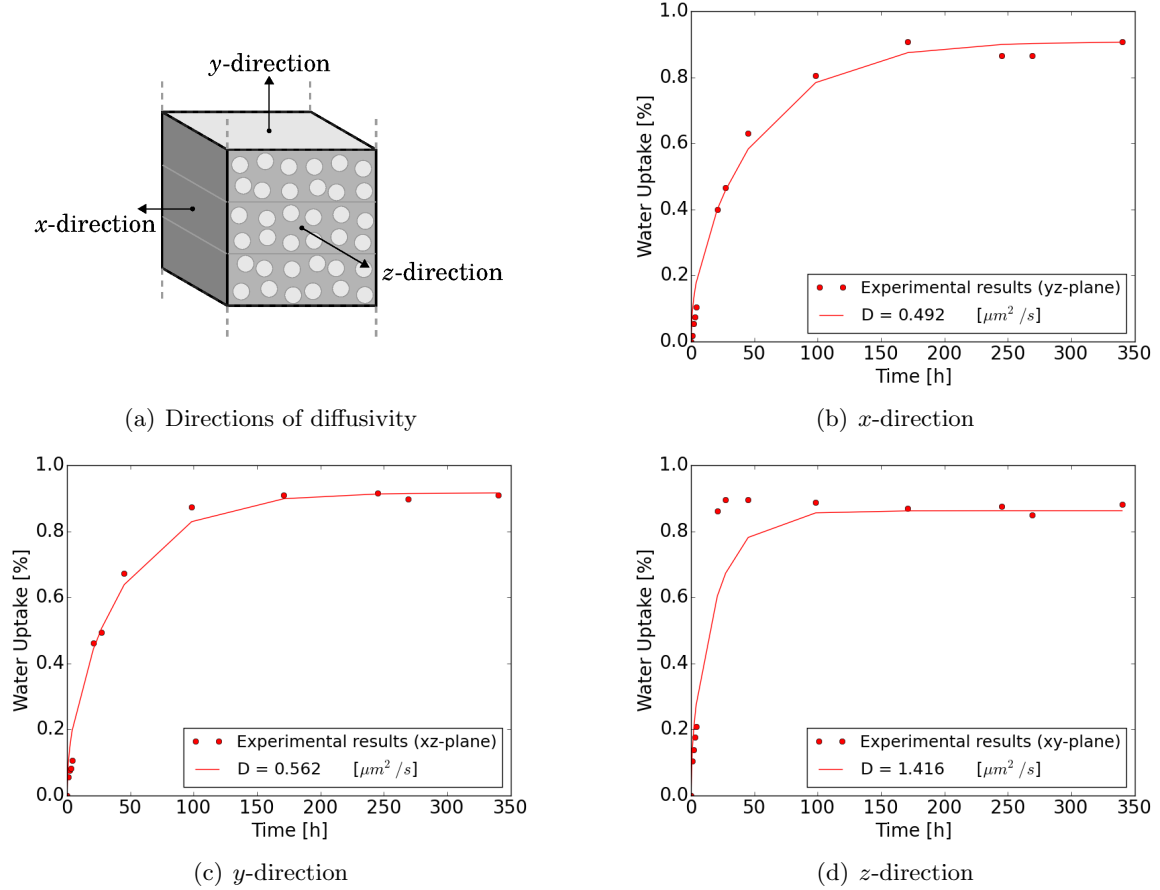 y-direction
x-direction
z-direction
(a) Directions of diffusivity
1.0
0.8
0.6
0.4
0.2
0.0
Water Uptake [%]
Experimental results (yz-plane)
D = 0.492 [μm² /s]
0 50 100 150 200 250 300 350
Time [h]
(b) x-direction
1.0
0.8
0.6
0.4
0.2
0.0
Water Uptake [%]
Experimental results (xz-plane)
D = 0.562 [μm² /s]
0 50 100 150 200 250 300 350
Time [h]
(c) y-direction
1.0
0.8
0.6
0.4
0.2
0.0
Water Uptake [%]
Experimental results (xy-plane)
D = 1.416 [μm² /s]
0 50 100 150 200 250 300 350
Time [h]
(d) z-direction